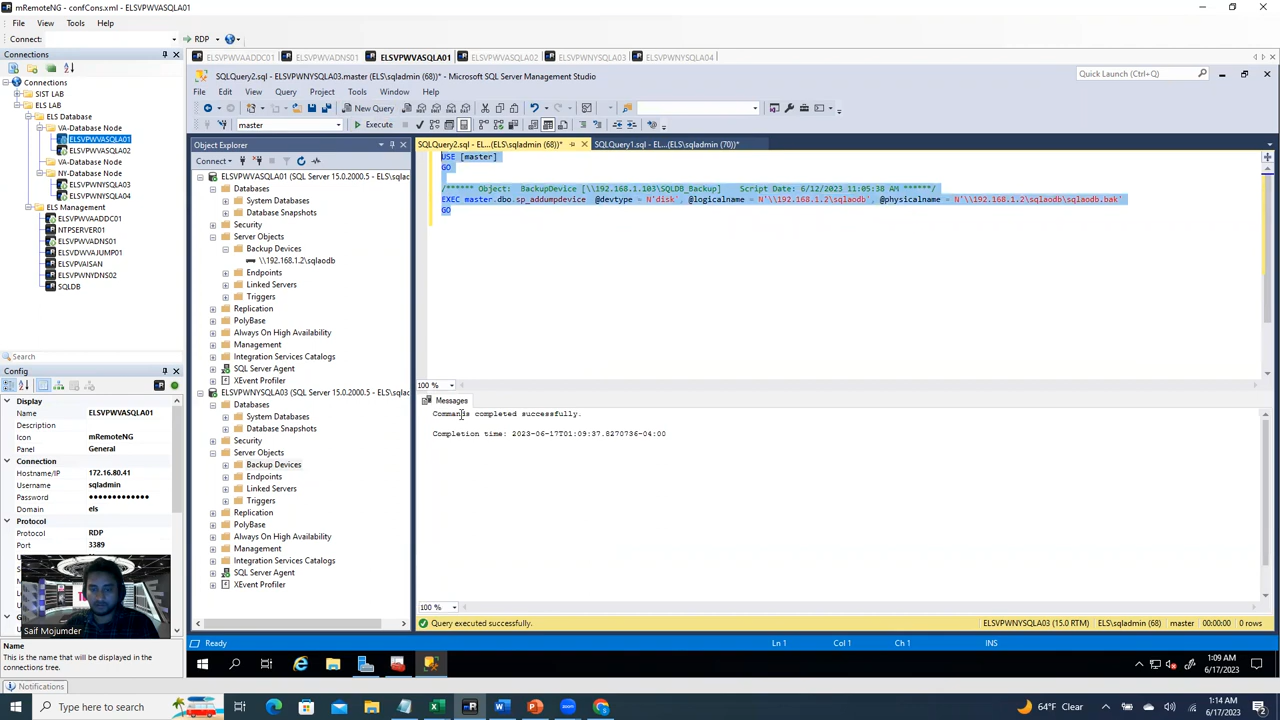 mRemoteNG - confCons.xml - ELSVPWVASQLA01
File View Tools Help
Connect: RDP
Connections
Connections
SIST LAB
ELS LAB
ELS Database
VA-Database Node
ELSVPWVASQLA01
ELSVPWVASQLA02
VA-Database Node
NY-Database Node
ELSVPWNYSQLA03
ELSVPWNYSQLA04
ELS Management
ELSVPWVAADDC01
NTPSERVER01
ELSVPWVADNS01
ELSVDWVAJUMP01
ELSVPVAISAN
ELSVPWNYDNS02
SQLDB
Search
Config
Display
Name ELSVPWVASQLA01
Description
Icon mRemoteNG
Panel General
Connection
Hostname/IP 172.16.80.41
Username sqladmin
Password
Domain els
Protocol
Protocol RDP
Port 3389
Saif Mojumder
Name
This is the name that will be displayed in the
connections tree.
Notifications
ELSVPWVAADDC01 ELSVPWVADNS01 ELSVPWVASQLA01 ELSVPWVASQLA02 ELSVPWNYSQLA03 ELSVPWNYSQLA04
SQLQuery2.sql - ELSVPWNYSQLA03.master (ELS\sqladmin (68))* - Microsoft SQL Server Management Studio
Quick Launch (Ctrl+Q)
File Edit View Query Project Tools Window Help
New Query
master Execute
Object Explorer
Connect
ELSVPWVASQLA01 (SQL Server 15.0.2000.5 - ELS\sqlac
Databases
System Databases
Database Snapshots
Security
Server Objects
Backup Devices
\\192.168.1.2\sqlaodb
Endpoints
Linked Servers
Triggers
Replication
PolyBase
Always On High Availability
Management
Integration Services Catalogs
SQL Server Agent
XEvent Profiler
ELSVPWNYSQLA03 (SQL Server 15.0.2000.5 - ELS\sqlac
Databases
System Databases
Database Snapshots
Security
Server Objects
Backup Devices
Endpoints
Linked Servers
Triggers
Replication
PolyBase
Always On High Availability
Management
Integration Services Catalogs
SQL Server Agent
XEvent Profiler
SQLQuery2.sql - EL...(ELS\sqladmin (68))* SQLQuery1.sql - EL...(ELS\sqladmin (70))*
USE [master]
GO
/****** Object: BackupDevice [\\192.168.1.103\SQLDB_Backup] Script Date: 6/12/2023 11:05:38 AM ******/
EXEC master.dbo.sp_addumpdevice @devtype = N'disk', @logicalname = N'\\192.168.1.2\sqlaodb', @physicalname = N'\\192.168.1.2\sqlaodb\sqlaodb.bak'
GO
100 %
Messages
Commands completed successfully.
Completion time: 2023-06-17T01:09:37.8270736-04:00
100 %
Query executed successfully. ELSVPWNYSQLA03 (15.0 RTM) ELS\sqladmin (68) master 00:00:00 0 rows
Ready Ln 1 Col 1 Ch 1 INS
1:09 AM
6/17/2023
Type here to search
64°F Clear
1:14 AM
6/17/2023